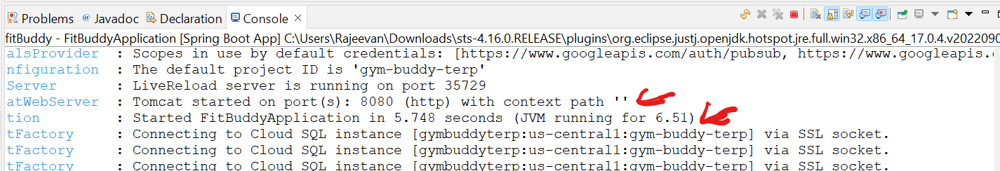 Problems @ Javadoc Declaration Console ×
fitBuddy - FitBuddyApplication [Spring Boot App] C:\Users\Rajeevan\Downloads\sts-4.16.0.RELEASE\plugins\org.eclipse.justj.openjdk.hotspot.jre.full.win32.x86_64_17.0.4.v2022090
alsProvider : Scopes in use by default credentials: [https://www.googleapis.com/auth/pubsub, https://www.googleapis.c
nfiguration : The default project ID is 'gym-buddy-terp'
Server : LiveReload server is running on port 35729
atWebServer : Tomcat started on port(s): 8080 (http) with context path ''
tion : Started FitBuddyApplication in 5.748 seconds (JVM running for 6.51)
tFactory : Connecting to Cloud SQL instance [gymbuddyterp:us-central1:gym-buddy-terp] via SSL socket.
tFactory : Connecting to Cloud SQL instance [gymbuddyterp:us-central1:gym-buddy-terp] via SSL socket.
tFactory : Connecting to Cloud SQL instance [gymbuddyterp:us-central1:gym-buddy-terp] via SSL socket.